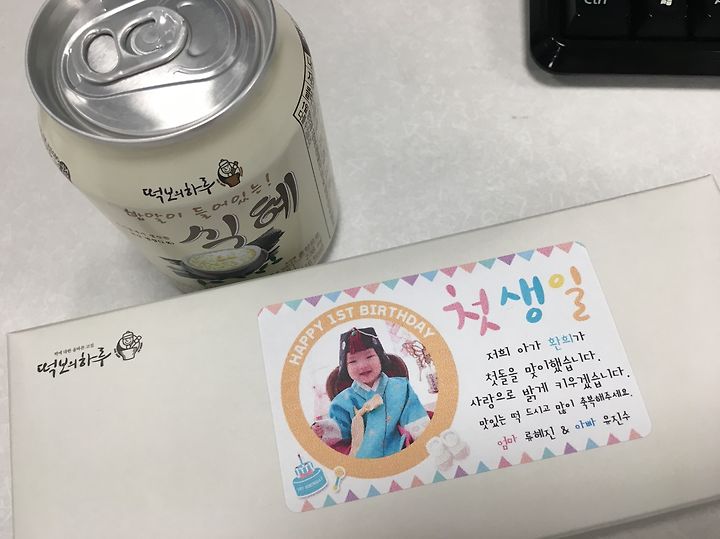 Ctrl
떡보의하루
밥알이 들어있는!
식혜
떡보의하루
HAPPY 1ST BIRTHDAY
첫생일
저희 아가 환희가
첫돌을 맞이했습니다.
사랑으로 밝게 키우겠습니다.
맛있는 떡 드시고 많이 축복해주세요.
엄마 류혜진 & 아빠 유진수